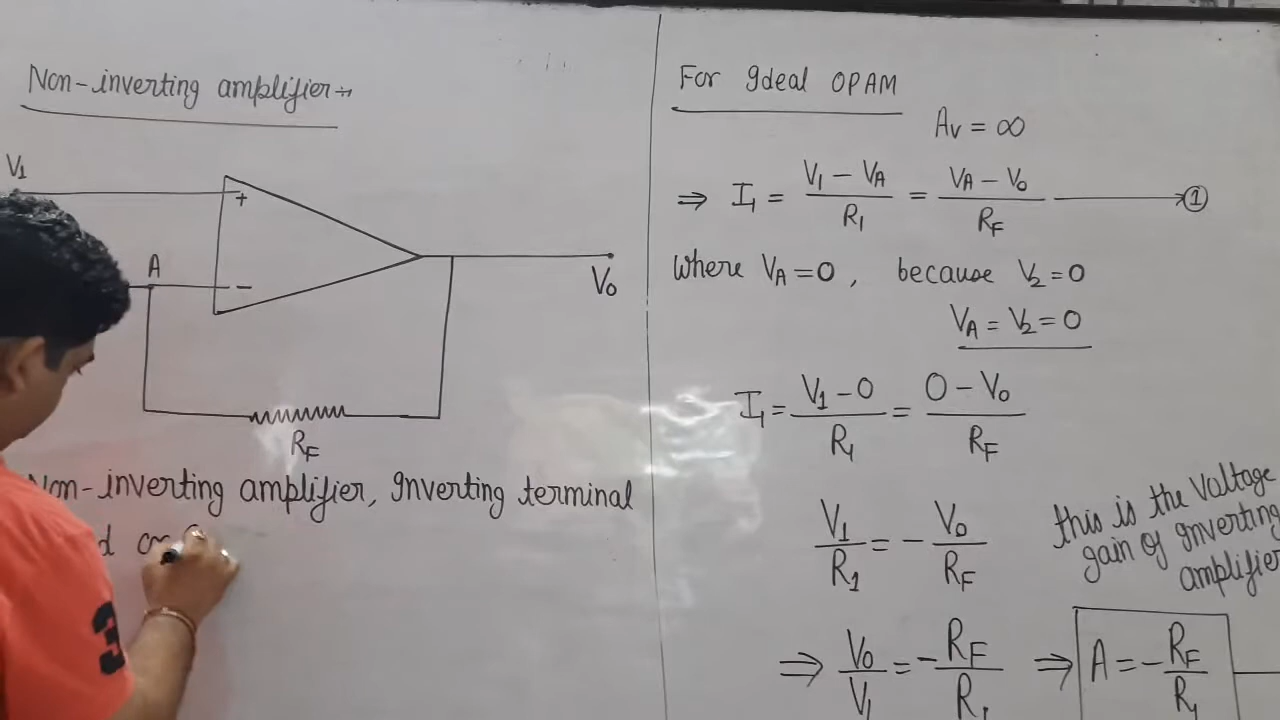 Non-inverting amplifier→
V1
+
A
-
V0
RF
Non-inverting amplifier, Inverting terminal
3
For Ideal OPAM
Av = ∞
⇒ I1 = (V1 - VA)/R1 = (VA - V0)/RF → ①
Where VA = 0, because V2 = 0
VA = V2 = 0
I1 = (V1 - 0)/R1 = (0 - V0)/RF
V1/R1 = - V0/RF
this is the Voltage
gain of Inverting
amplifier
⇒ V0/V1 = -RF/R1 ⇒ A = -RF/R1